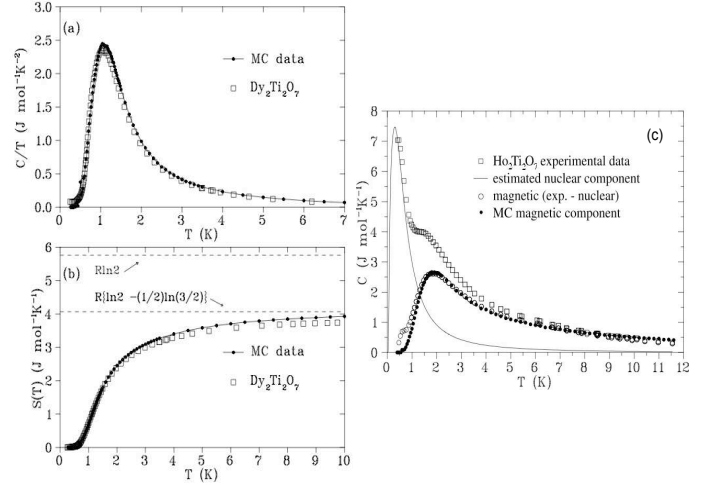 (a)
3.0
2.5
2.0
1.5
1.0
0.5
0.0
C/T (J mol⁻¹K⁻²)
MC data
Dy₂Ti₂O₇
0 1 2 3 4 5 6 7
T (K)
(b)
6
5
4
3
2
1
0
S(T) (J mol⁻¹K⁻¹)
Rln2
R{ln2 -(1/2)ln(3/2)}
MC data
Dy₂Ti₂O₇
0 1 2 3 4 5 6 7 8 9 10
T (K)
(c)
8
7
6
5
4
3
2
1
0
C (J mol⁻¹K⁻¹)
Ho₂Ti₂O₇ experimental data
estimated nuclear component
magnetic (exp. - nuclear)
MC magnetic component
0 1 2 3 4 5 6 7 8 9 10 11 12
T (K)